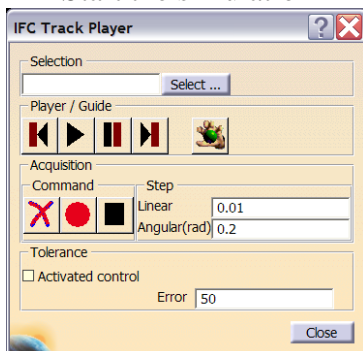 IFC Track Player
Selection
Select ...
Player / Guide
Acquisition
Command
Step
Linear 0.01
Angular(rad) 0.2
Tolerance
Activated control
Error 50
Close